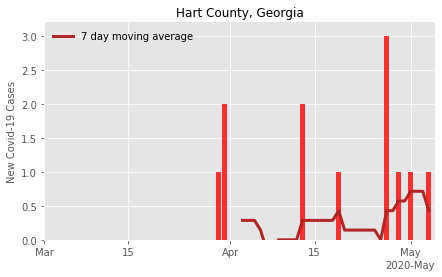 Hart County, Georgia
7 day moving average
New Covid-19 Cases
3.0
2.5
2.0
1.5
1.0
0.5
0.0
Mar 15 Apr 15 May
2020-May